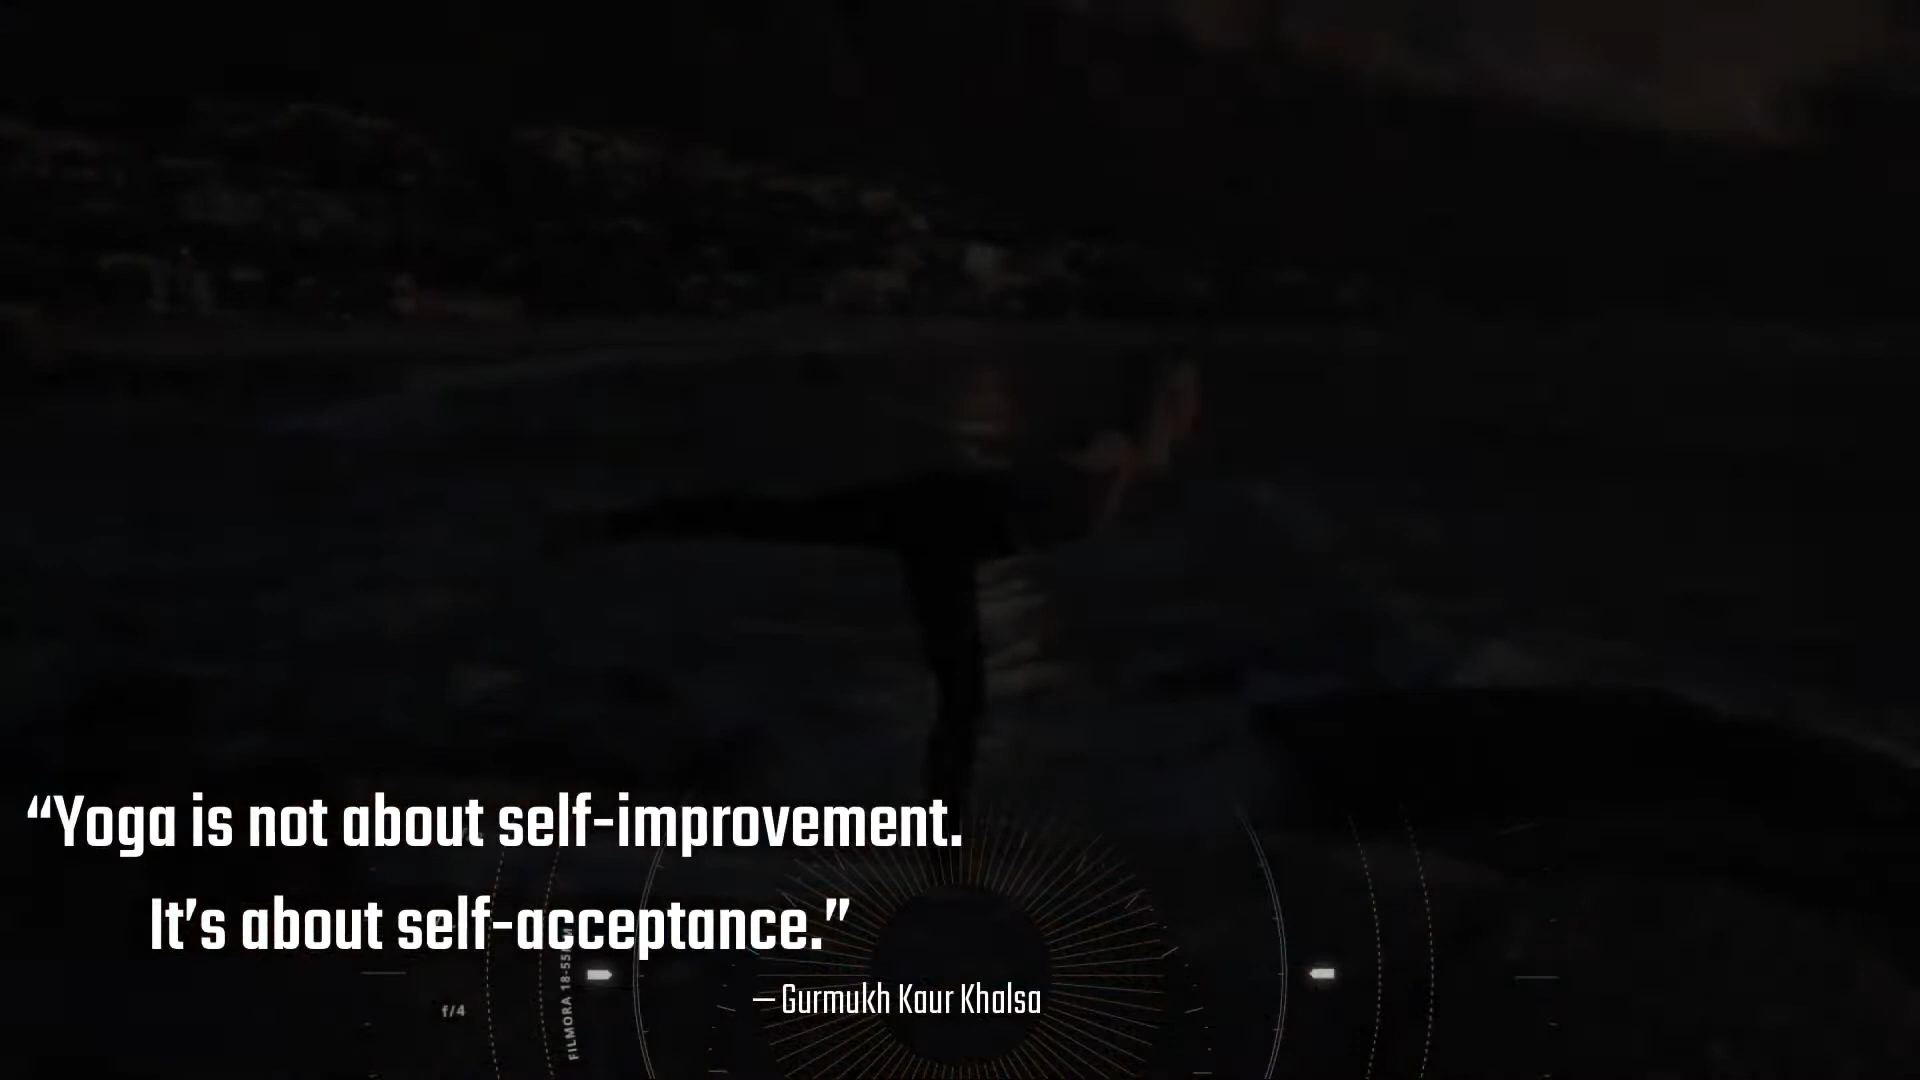 “Yoga is not about self-improvement.
It’s about self-acceptance.”
– Gurmukh Kaur Khalsa
f/4
FILMORA 18-55